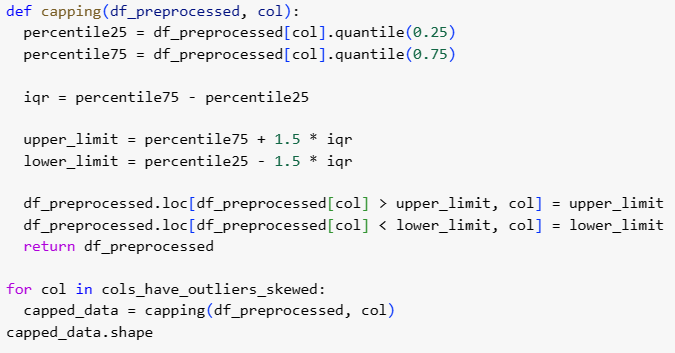 def capping(df_preprocessed, col):
  percentile25 = df_preprocessed[col].quantile(0.25)
  percentile75 = df_preprocessed[col].quantile(0.75)

  iqr = percentile75 - percentile25

  upper_limit = percentile75 + 1.5 * iqr
  lower_limit = percentile25 - 1.5 * iqr

  df_preprocessed.loc[df_preprocessed[col] > upper_limit, col] = upper_limit
  df_preprocessed.loc[df_preprocessed[col] < lower_limit, col] = lower_limit
  return df_preprocessed

for col in cols_have_outliers_skewed:
  capped_data = capping(df_preprocessed, col)
capped_data.shape